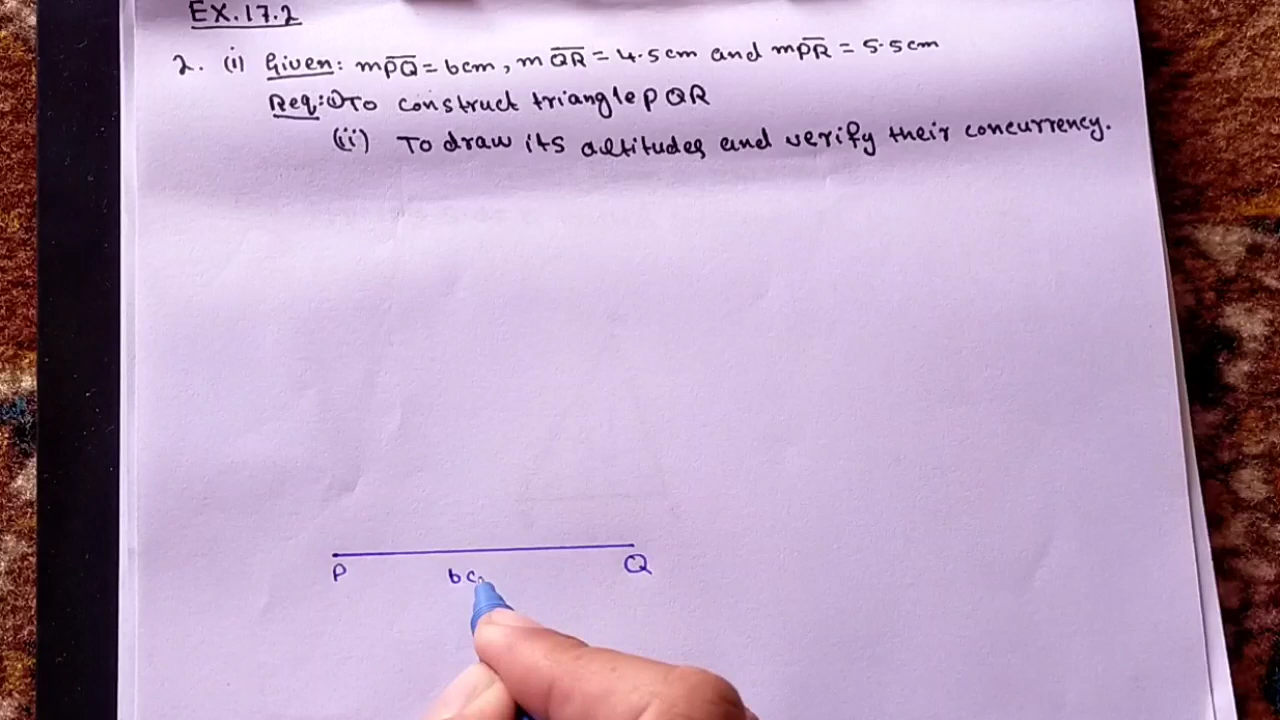 EX.17.2
2. (i) Given: mPQ = 6cm, m QR = 4.5cm and mPR = 5.5cm
Req:(i) To construct triangle PQR
(ii) To draw its altitudes and verify their concurrency.
P 6c Q